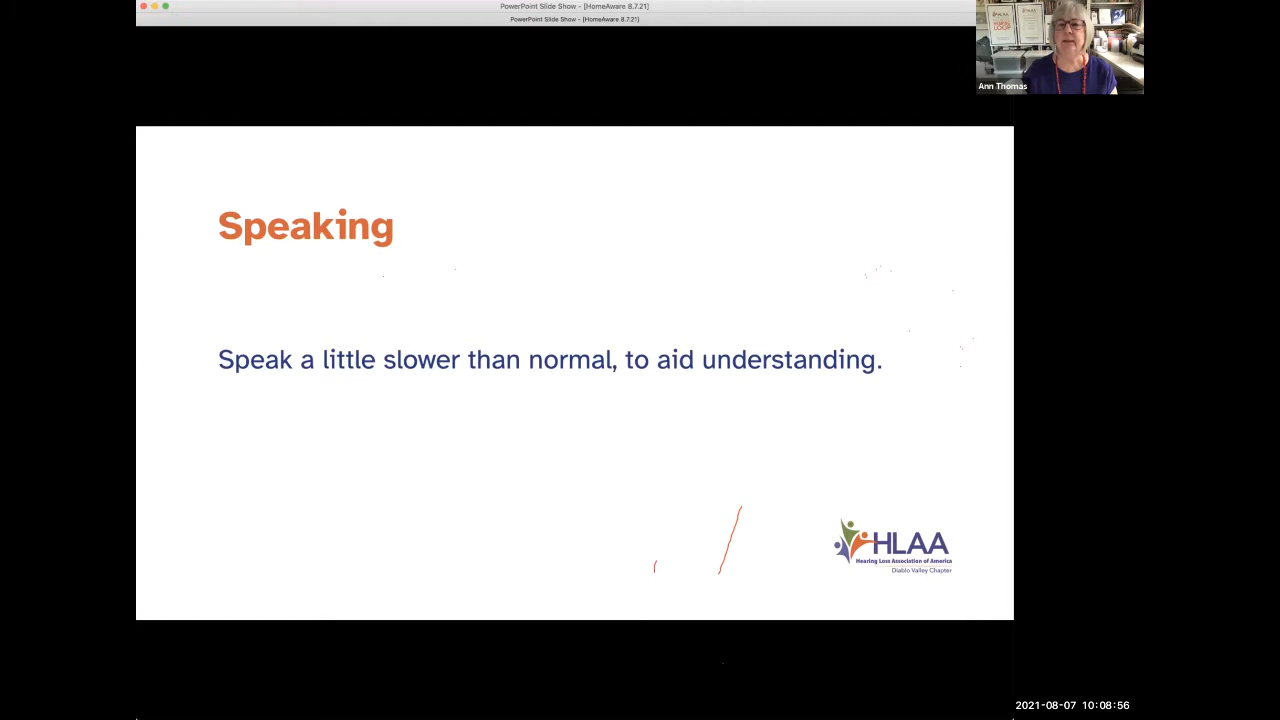 PowerPoint Slide Show - [HomeAware 8.7.21]
PowerPoint Slide Show - [HomeAware 8.7.21]
HLAA
LOOP
Ann Thomas
Speaking
Speak a little slower than normal, to aid understanding.
HLAA
Hearing Loss Association of America
Diablo Valley Chapter
2021-08-07 10:08:56